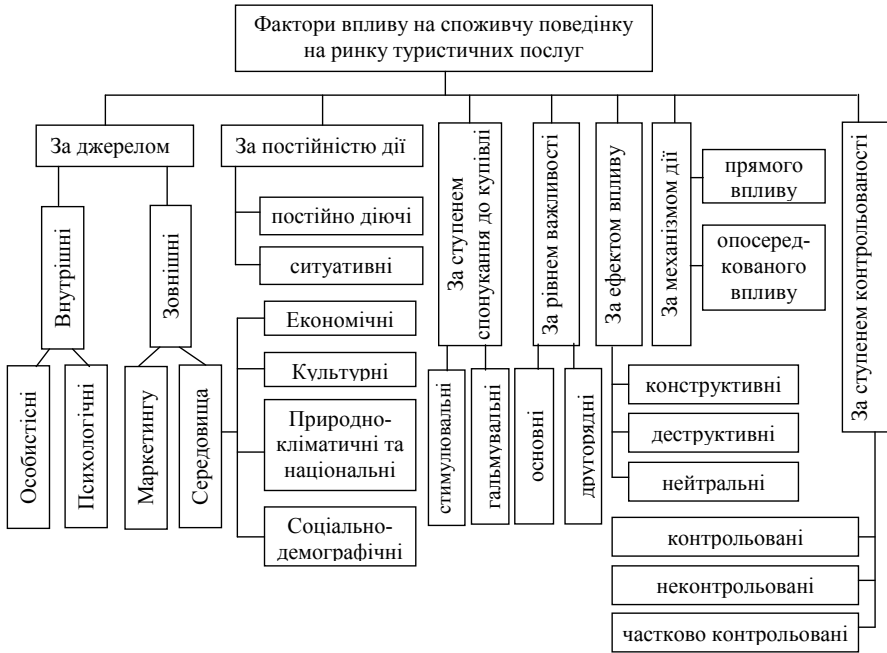 Фактори впливу на споживчу поведінку
на ринку туристичних послуг
За джерелом
Внутрішні
Зовнішні
Особистісні
Психологічні
Маркетингу
Середовища
Економічні
Культурні
Природно-
кліматичні та
національні
Соціально-
демографічні
За постійністю дії
постійно діючі
ситуативні
За ступенем
спонукання до купівлі
стимулювальні
гальмувальні
За рівнем важливості
основні
другорядні
За ефектом впливу
конструктивні
деструктивні
нейтральні
За механізмом дії
прямого
впливу
опосеред-
кованого
впливу
За ступенем контрольованості
контрольовані
неконтрольовані
частково контрольовані